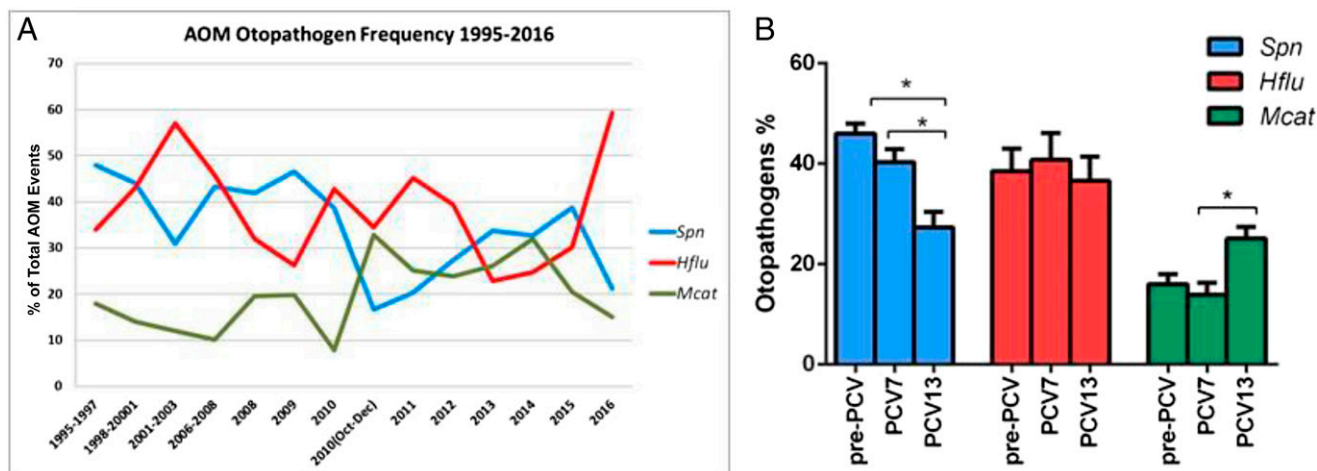 A
AOM Otopathogen Frequency 1995-2016
% of Total AOM Events
70
60
50
40
30
20
10
0
1995-1997
1998-20001
2001-2003
2006-2008
2008
2009
2010
2010(Oct-Dec)
2011
2012
2013
2014
2015
2016
Spn
Hflu
Mcat
B
Otopathogens %
60
40
20
0
*
*
*
pre-PCV
PCV7
PCV13
pre-PCV
PCV7
PCV13
pre-PCV
PCV7
PCV13
Spn
Hflu
Mcat